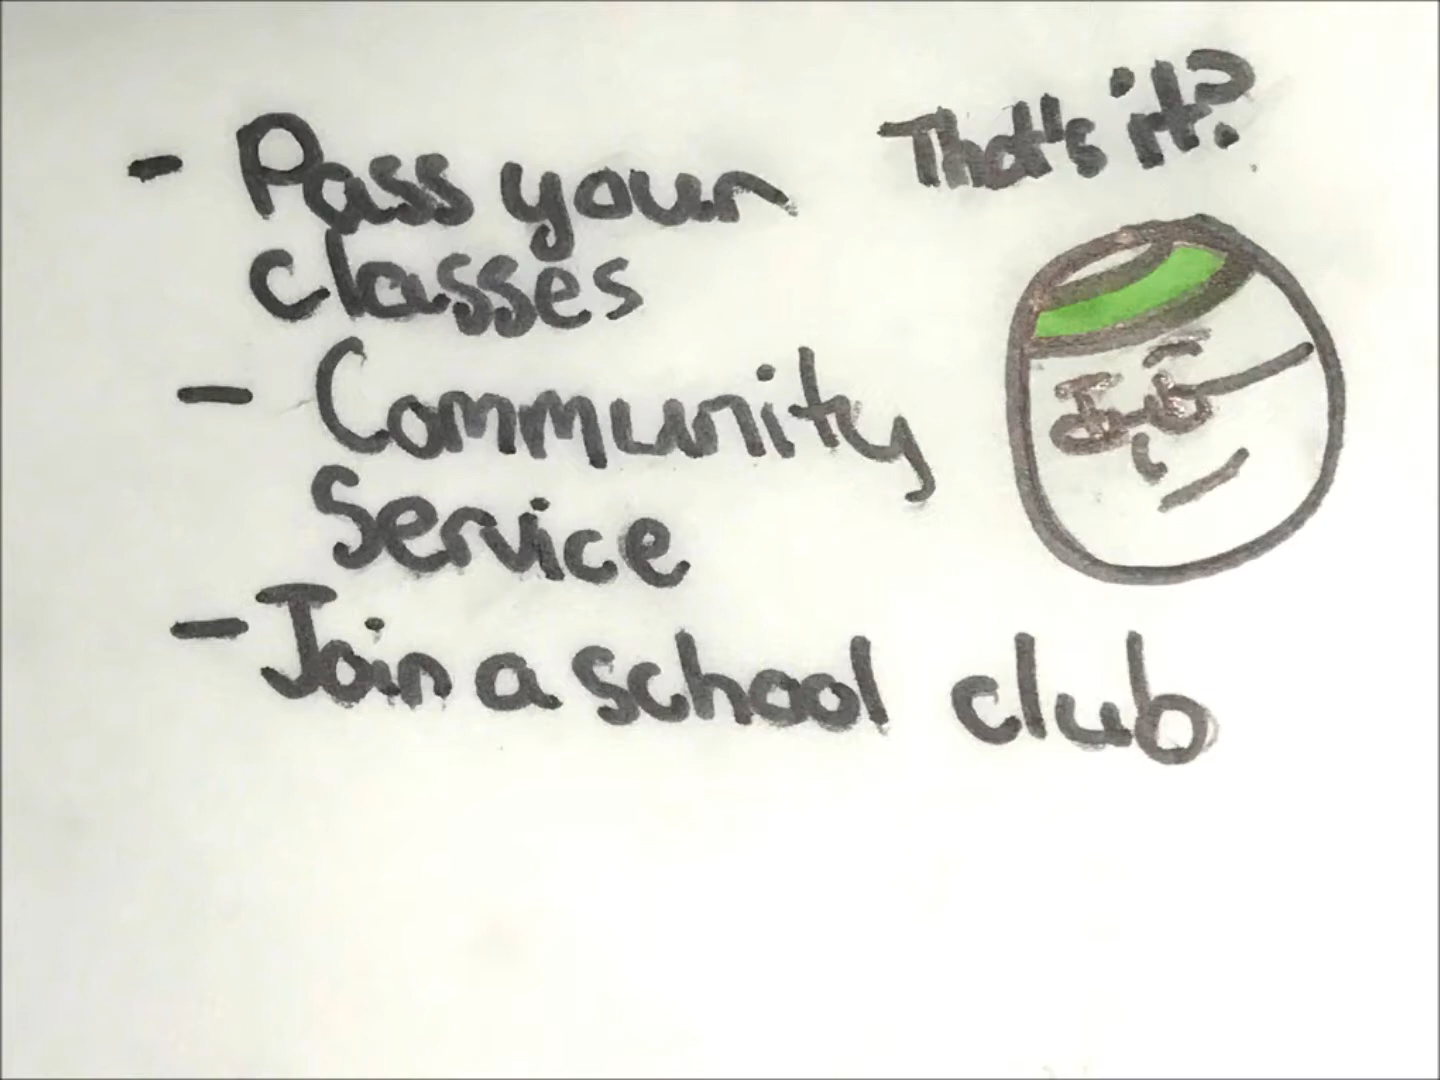 That's it?
- Pass your
classes
- Community
Service
- Join a school club